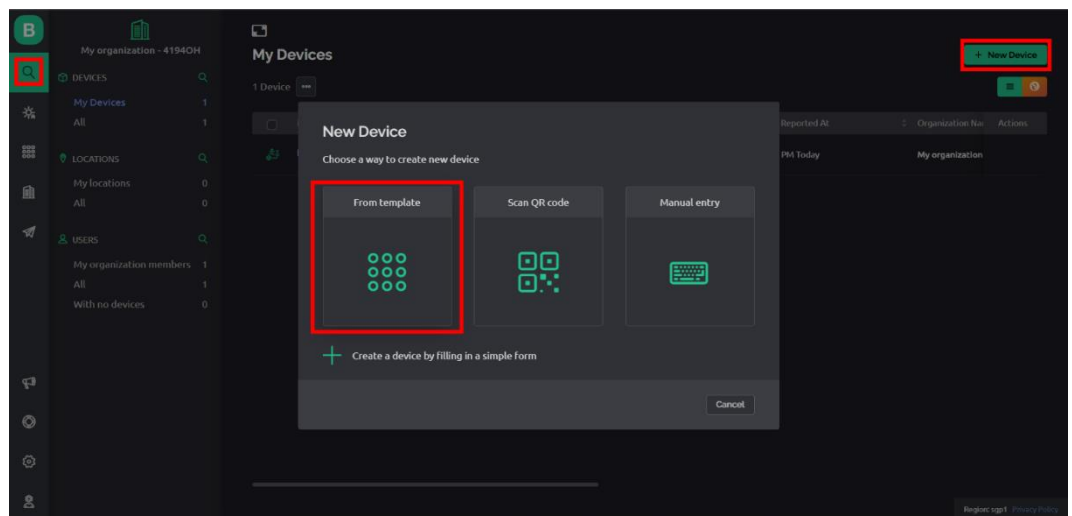 B
My organization - 4194OH
DEVICES
My Devices 1
All 1
LOCATIONS
My locations 0
All 0
USERS
My organization members 1
All 1
With no devices 0
My Devices
+ New Device
1 Device
Reported At
Organization Na
Actions
PM Today
My organization
New Device
Choose a way to create new device
From template
Scan QR code
Manual entry
Create a device by filling in a simple form
Cancel
Region: sgp1 Privacy Policy